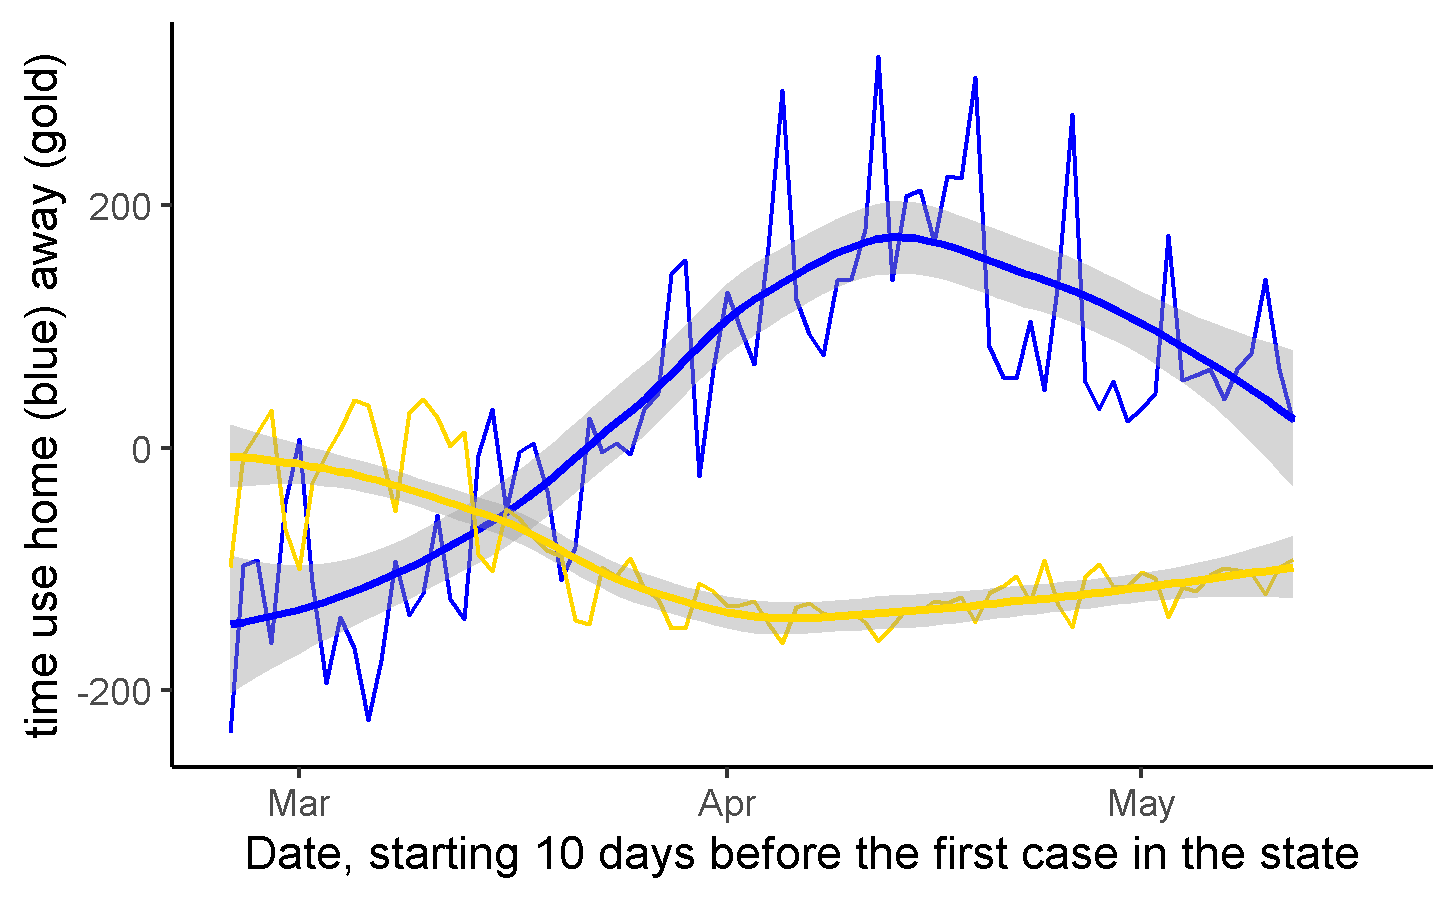 time use home (blue) away (gold)
200
0
-200
Mar
Apr
May
Date, starting 10 days before the first case in the state